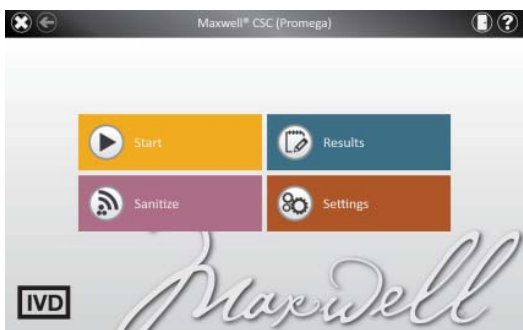 Maxwell® CSC (Promega)
Start
Results
Sanitize
Settings
IVD
Maxwell